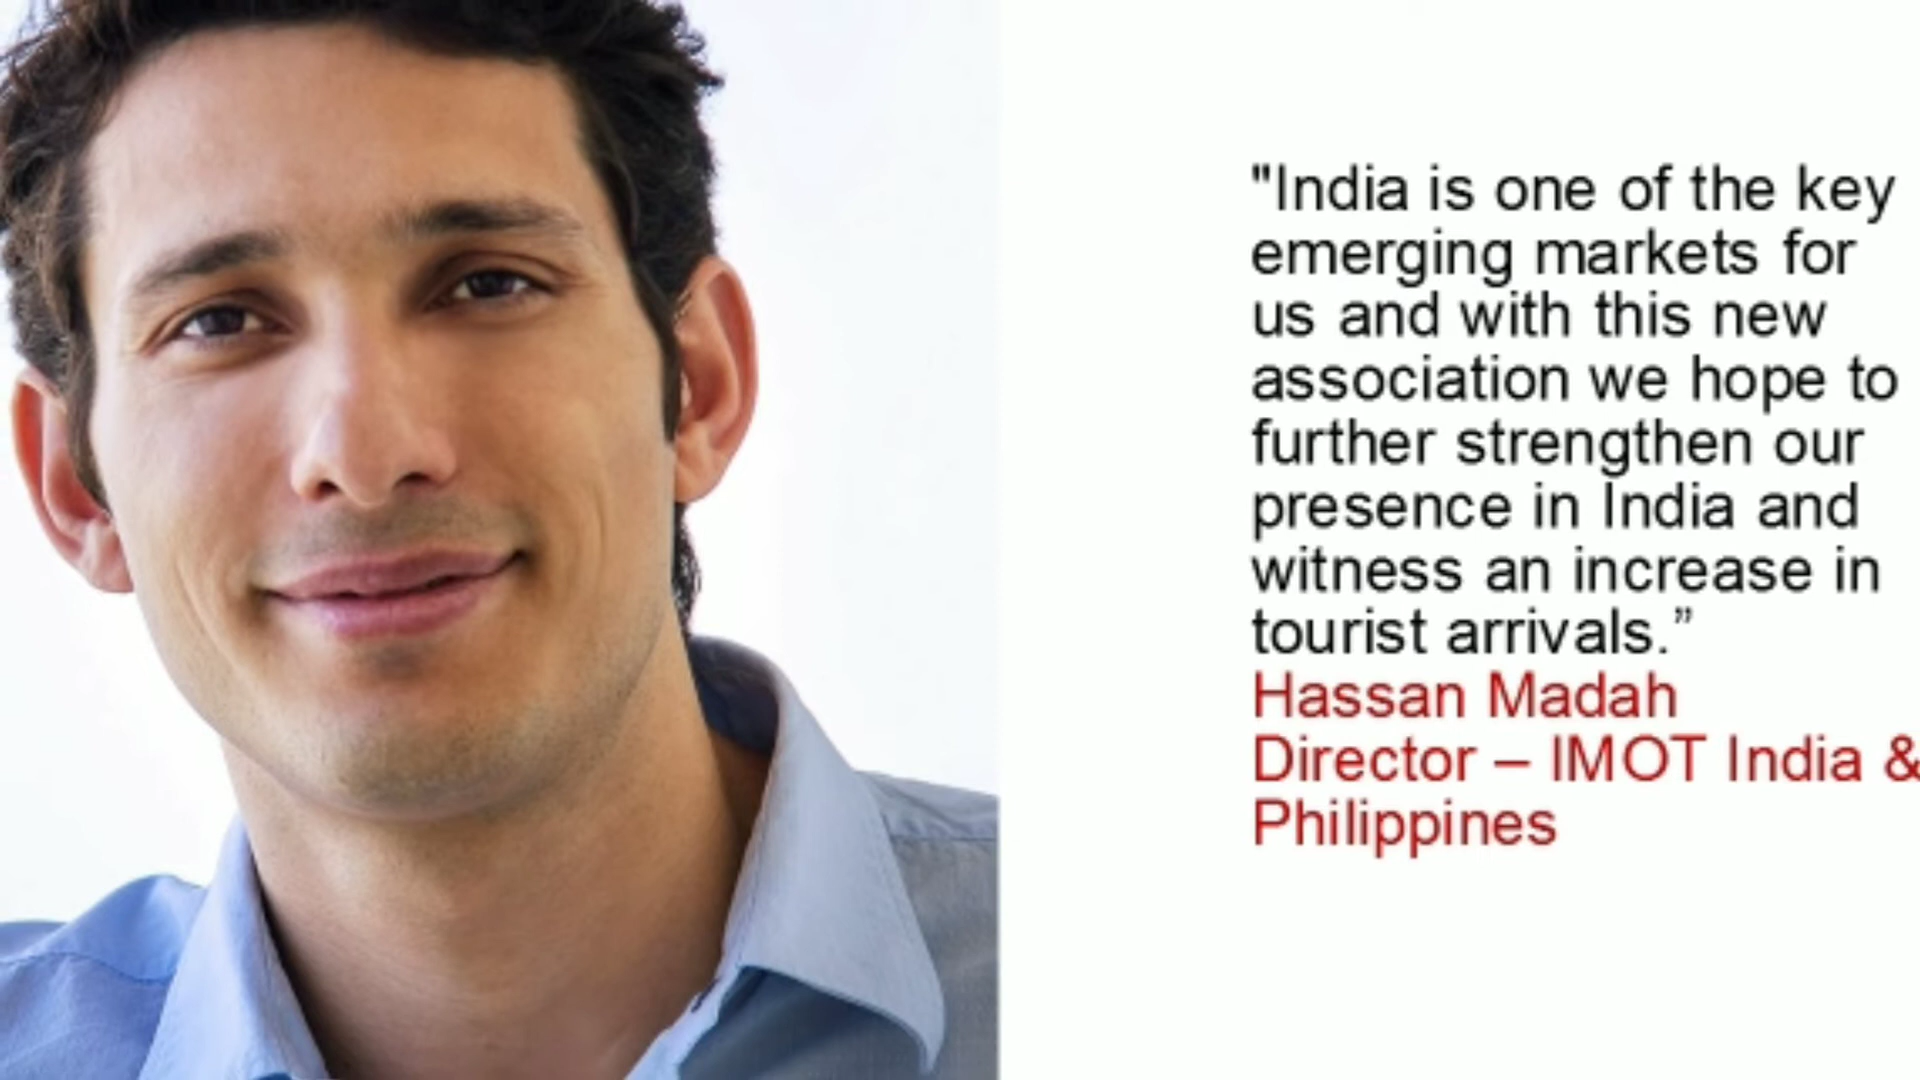 "India is one of the key
emerging markets for
us and with this new
association we hope to
further strengthen our
presence in India and
witness an increase in
tourist arrivals.”
Hassan Madah
Director – IMOT India &
Philippines